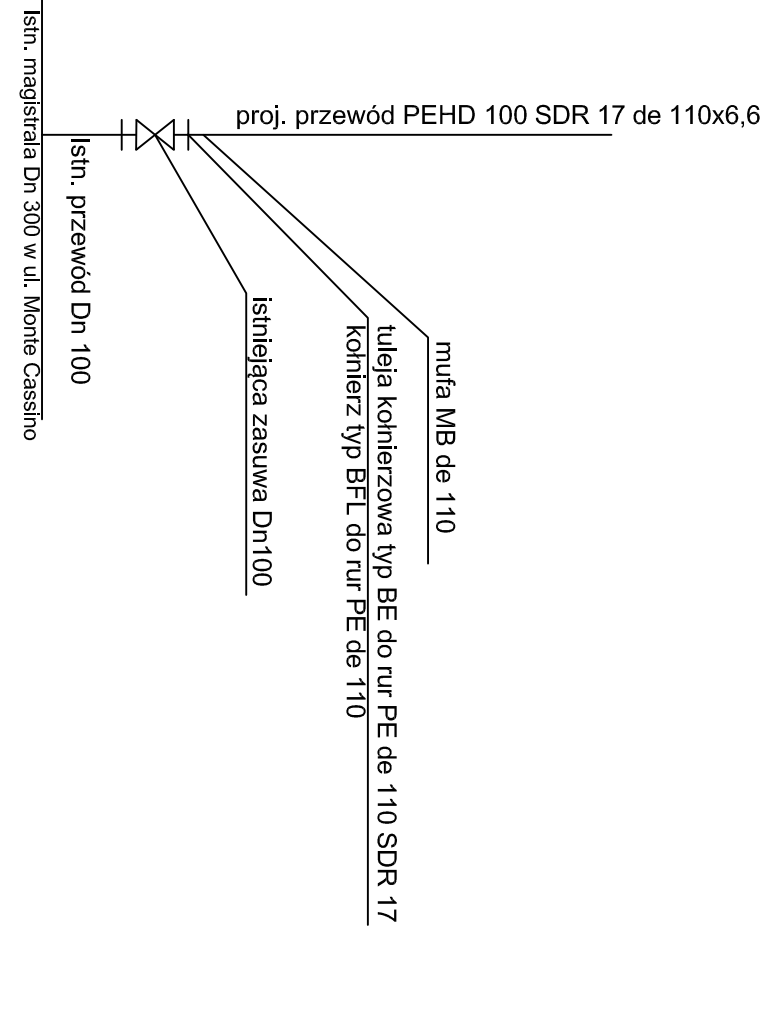 proj. przewód PEHD 100 SDR 17 de 110x6,6
Istn. magistrala Dn 300 w ul. Monte Cassino
Istn. przewód Dn 100
istniejąca zasuwa Dn100
tuleja kołnierzowa typ BE do rur PE de 110 SDR 17
kołnierz typ BFL do rur PE de 110
mufa MB de 110